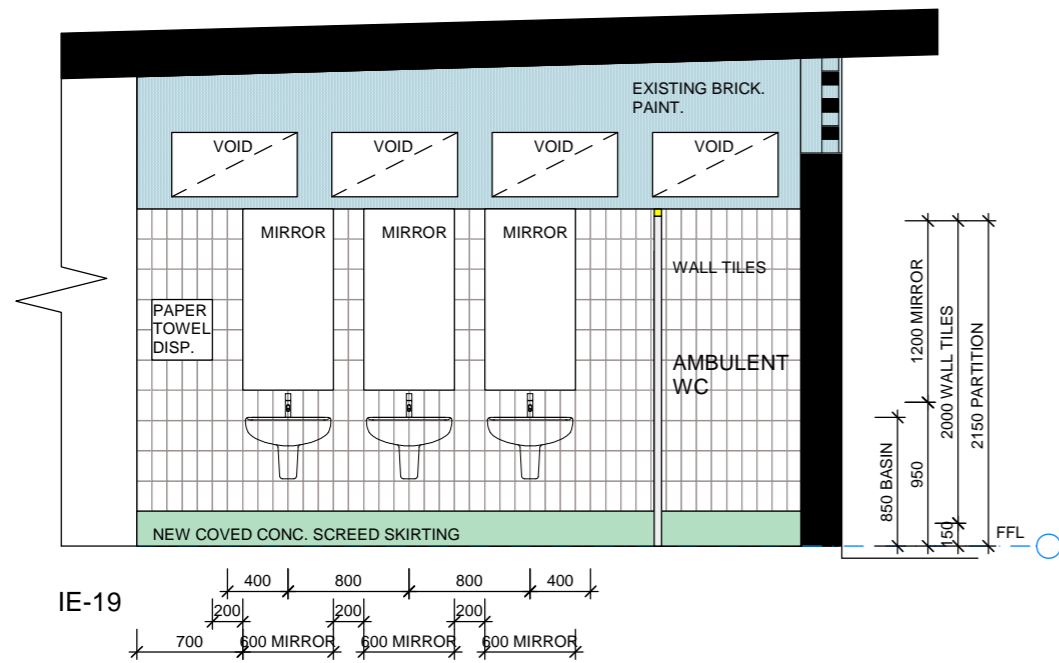 EXISTING BRICK.
PAINT.
VOID
VOID
VOID
VOID
MIRROR
MIRROR
MIRROR
WALL TILES
PAPER
TOWEL
DISP.
AMBULENT
WC
1200 MIRROR
2000 WALL TILES
2150 PARTITION
850 BASIN
950
150
FFL
NEW COVED CONC. SCREED SKIRTING
IE-19
400
800
800
400
200
200
200
700
600 MIRROR
600 MIRROR
600 MIRROR